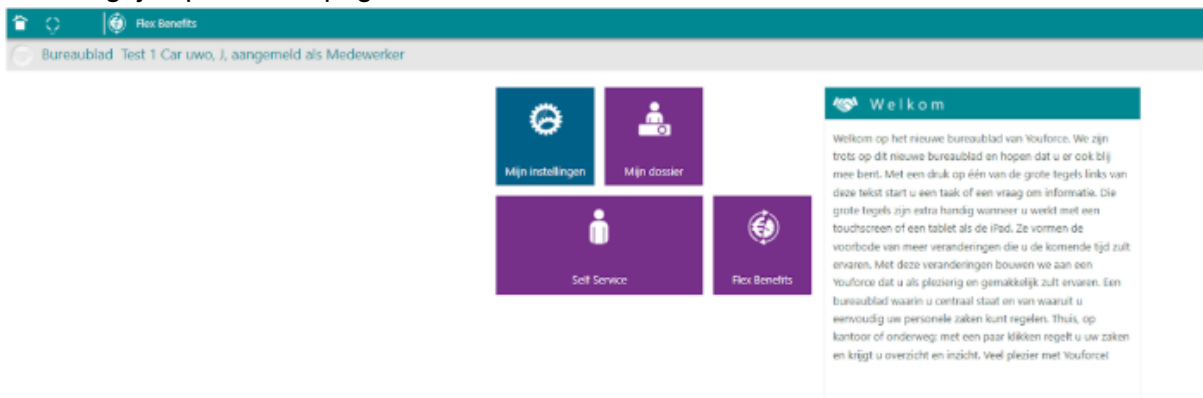 Flex Benefits
Bureaublad Test 1 Car uwo, J, aangemeld als Medewerker
Mijn instellingen
Mijn dossier
Self Service
Flex Benefits
Welkom
Welkom op het nieuwe bureaublad van Youforce. We zijn
trots op dit nieuwe bureaublad en hopen dat u er ook blij
mee bent. Met een druk op één van de grote tegels links van
deze tekst start u een taak of een vraag om informatie. Die
grote tegels zijn extra handig wanneer u werkt met een
touchscreen of een tablet als de iPad. Ze vormen de
voorbode van meer veranderingen die u de komende tijd zult
ervaren. Met deze veranderingen bouwen we aan een
Youforce dat u als plezierig en gemakkelijk zult ervaren. Een
bureaublad waarin u centraal staat en van waaruit u
eenvoudig uw personele zaken kunt regelen. Thuis, op
kantoor of onderweg: met een paar klikken regelt u uw zaken
en krijgt u overzicht en inzicht. Veel plezier met Youforce!